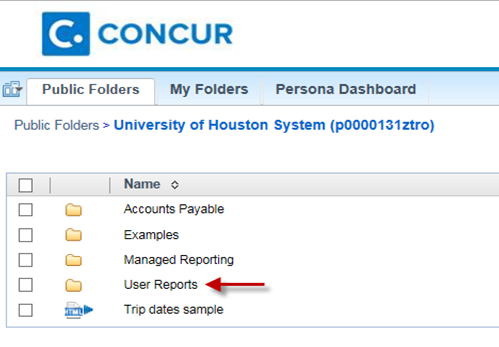 C. CONCUR
Public Folders My Folders Persona Dashboard
Public Folders > University of Houston System (p0000131ztro)
Name
Accounts Payable
Examples
Managed Reporting
User Reports
HTML Trip dates sample